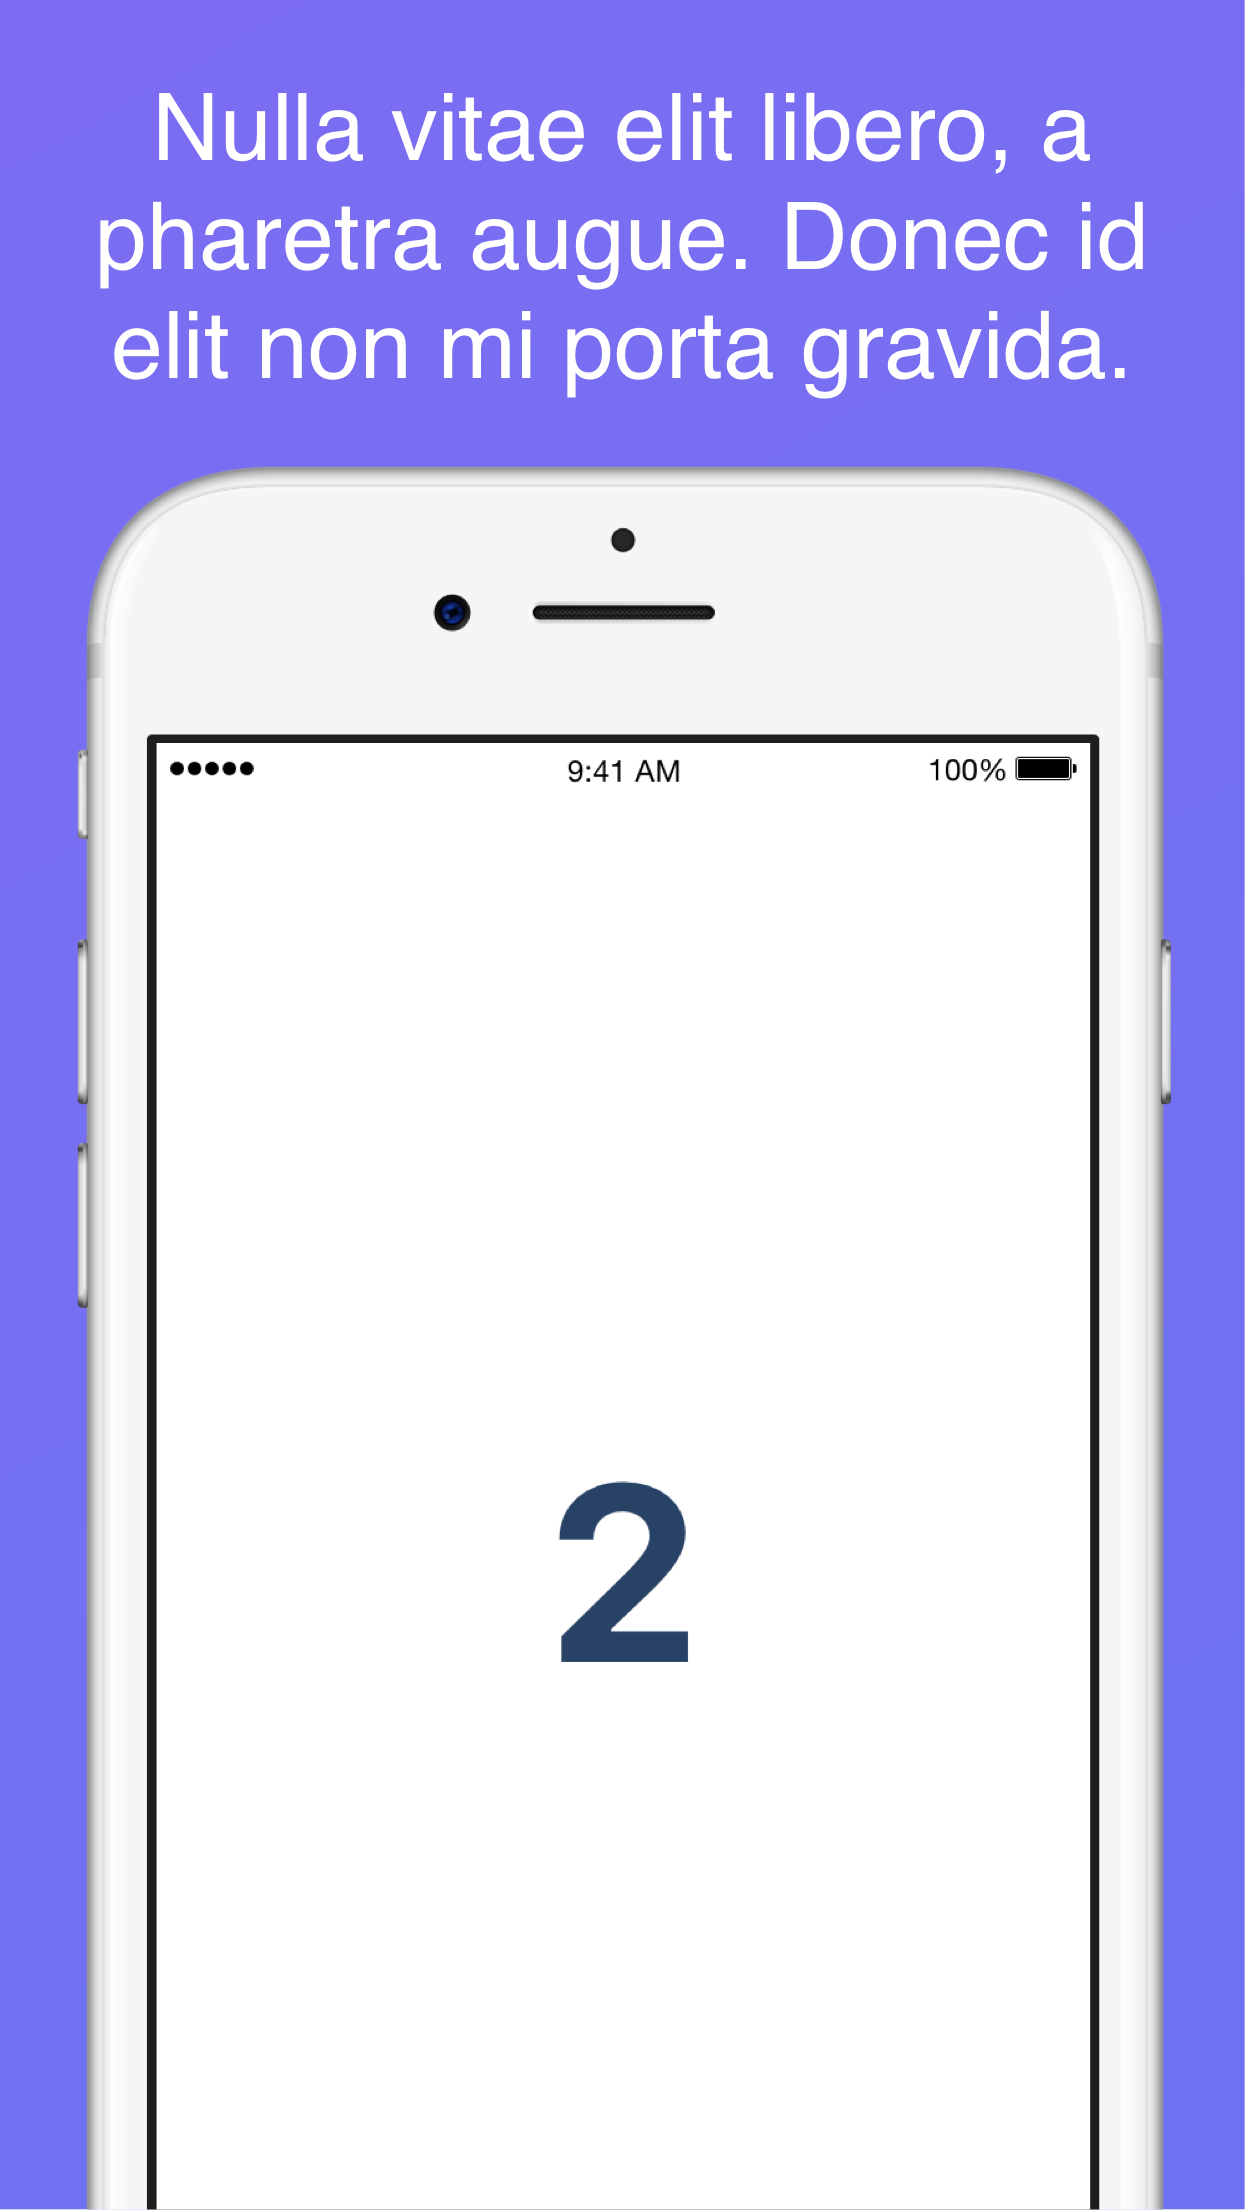 Nulla vitae elit libero, a
pharetra augue. Donec id
elit non mi porta gravida.
9:41 AM 100%
2